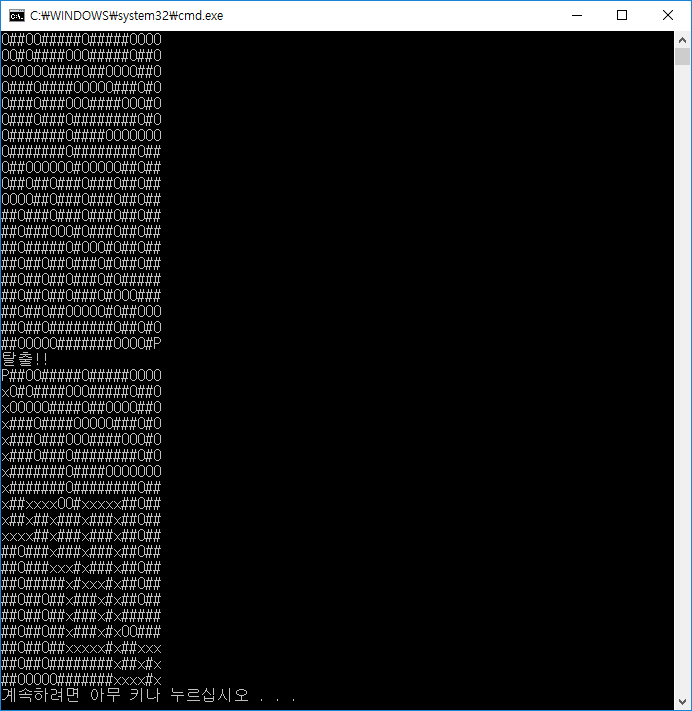 C:₩WINDOWS₩system32₩cmd.exe
0##00#####0#####0000
00#0####000#####0##0
000000####0##0000##0
0###0####00000###0#0
0###0###000####000#0
0###0###0########0#0
0#######0####0000000
0#######0########0##
0##000000#00000##0##
0##0##0###0###0##0##
0000##0###0###0##0##
##0###0###0###0##0##
##0###000#0###0##0##
##0#####0#000#0##0##
##0##0##0###0#0##0##
##0##0##0###0#0#####
##0##0##0###0#000###
##0##0##00000#0##000
##0##0########0##0#0
##00000#######0000#P
탈출!!
P##00#####0#####0000
x0#0####000#####0##0
x00000####0##0000##0
x###0####00000###0#0
x###0###000####000#0
x###0###0########0#0
x#######0####0000000
x#######0########0##
x##xxxx00#xxxxx##0##
x##x##x###x###x##0##
xxxx##x###x###x##0##
##0###x###x###x##0##
##0###xxx#x###x##0##
##0#####x#xxx#x##0##
##0##0##x###x#x##0##
##0##0##x###x#x#####
##0##0##x###x#x00###
##0##0##xxxxx#x##xxx
##0##0########x##x#x
##00000#######xxxx#x
계속하려면 아무 키나 누르십시오 . . .